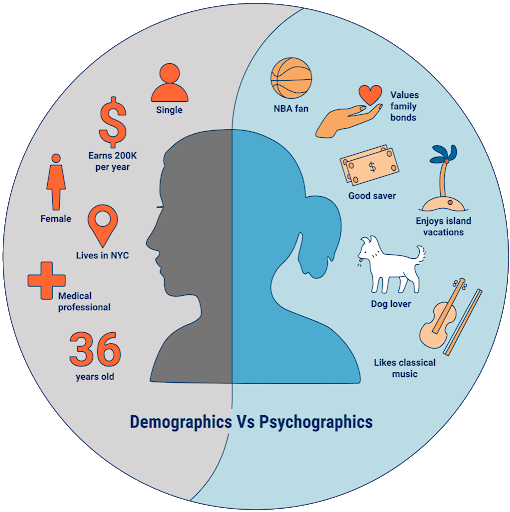 Single
$
Earns 200K
per year
Female
Lives in NYC
Medical
professional
36
years old
NBA fan
Values
family
bonds
$
Good saver
Enjoys island
vacations
Dog lover
Likes classical
music
Demographics Vs Psychographics